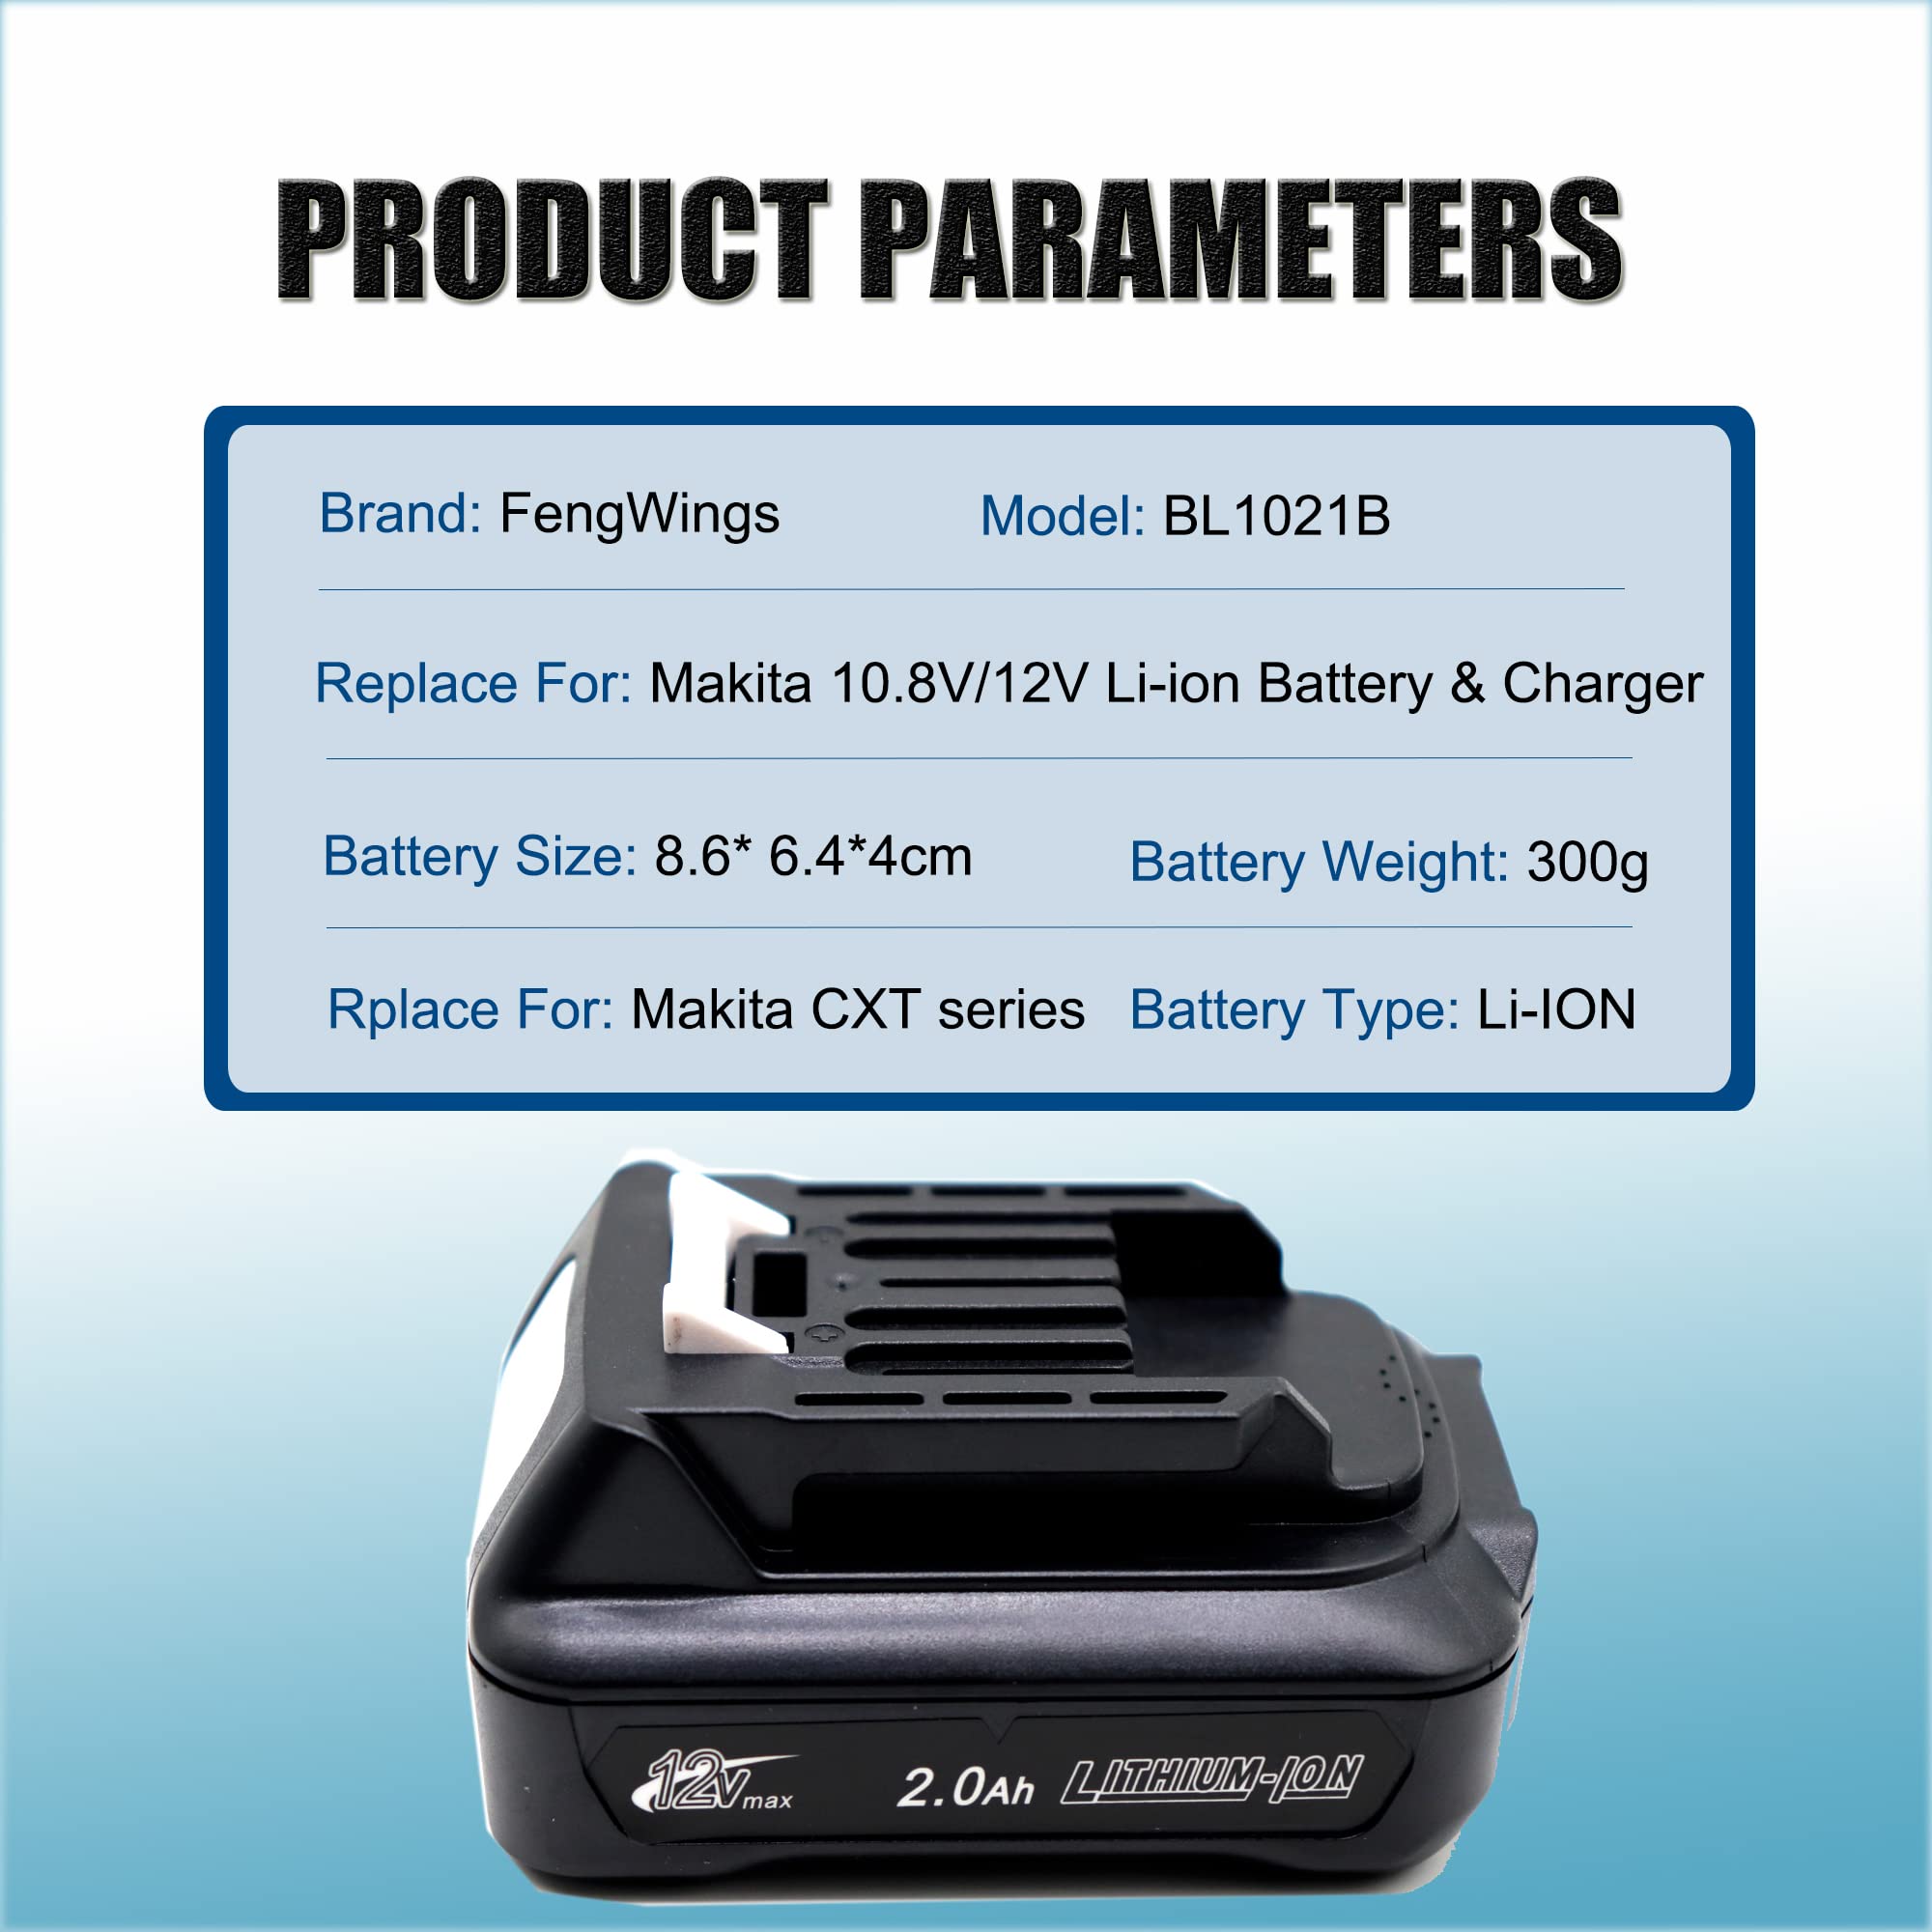 PRODUCT PARAMETERS
Brand: FengWings Model: BL1021B
Replace For: Makita 10.8V/12V Li-ion Battery & Charger
Battery Size: 8.6* 6.4*4cm Battery Weight: 300g
Rplace For: Makita CXT series Battery Type: Li-ION
12V max 2.0Ah LITHIUM-ION